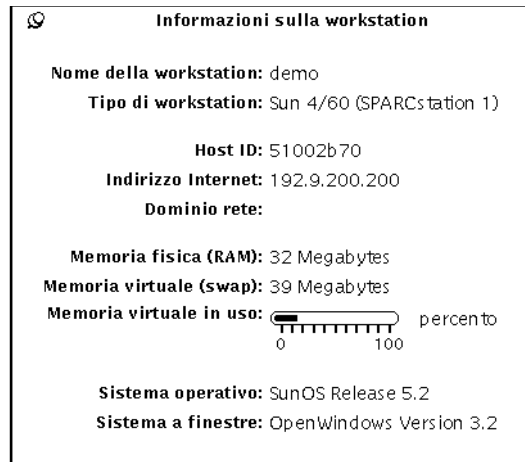 Informazioni sulla workstation
Nome della workstation: demo
Tipo di workstation: Sun 4/60 (SPARCstation 1)
Host ID: 51002b70
Indirizzo Internet: 192.9.200.200
Dominio rete:
Memoria fisica (RAM): 32 Megabytes
Memoria virtuale (swap): 39 Megabytes
Memoria virtuale in uso: percento
0 100
Sistema operativo: SunOS Release 5.2
Sistema a finestre: OpenWindows Version 3.2